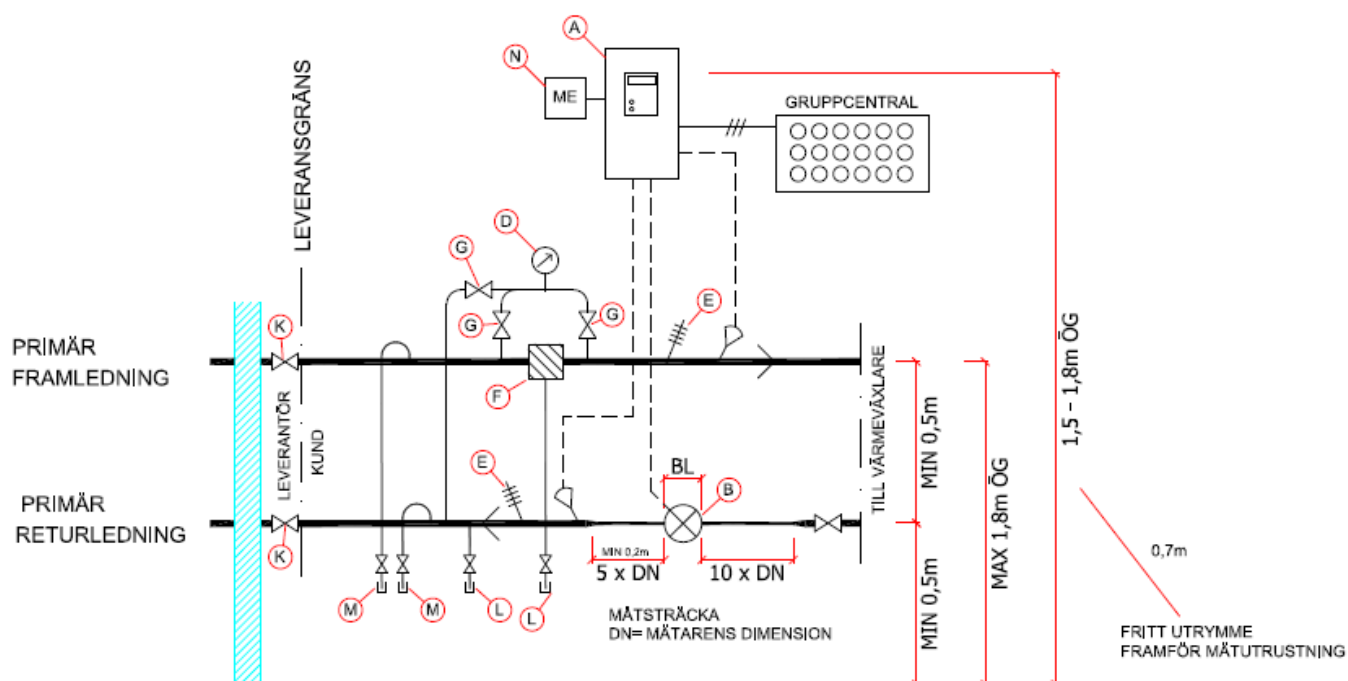 A
N
ME
GRUPPCENTRAL
LEVERANSGRÄNS
D
G
G
G
E
K
PRIMÄR
FRAMLEDNING
F
LEVERANTÖR
KUND
TILL VÄRMEVÄXLARE
MIN 0,5m
MAX 1,8m ÖG
1,5 - 1,8m ÖG
E
BL
B
PRIMÄR
RETURLEDNING
K
MIN 0,2m
5 x DN
10 x DN
MIN 0,5m
0,7m
M
M
L
L
MÄTSTRÄCKA
DN= MÄTARENS DIMENSION
FRITT UTRYMME
FRAMFÖR MÄTUTRUSTNING